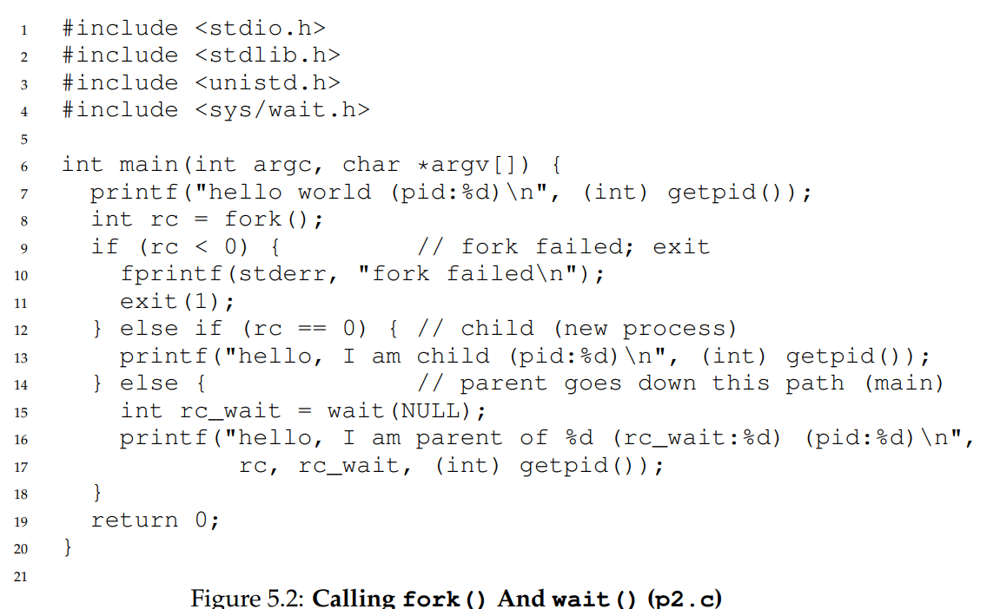 1 #include <stdio.h>
2 #include <stdlib.h>
3 #include <unistd.h>
4 #include <sys/wait.h>
5
6 int main(int argc, char *argv[]) {
7   printf("hello world (pid:%d)\n", (int) getpid());
8   int rc = fork();
9   if (rc < 0) {         // fork failed; exit
10     fprintf(stderr, "fork failed\n");
11     exit(1);
12   } else if (rc == 0) { // child (new process)
13     printf("hello, I am child (pid:%d)\n", (int) getpid());
14   } else {              // parent goes down this path (main)
15     int rc_wait = wait(NULL);
16     printf("hello, I am parent of %d (rc_wait:%d) (pid:%d)\n",
17             rc, rc_wait, (int) getpid());
18   }
19   return 0;
20 }
21
Figure 5.2: Calling fork() And wait() (p2.c)